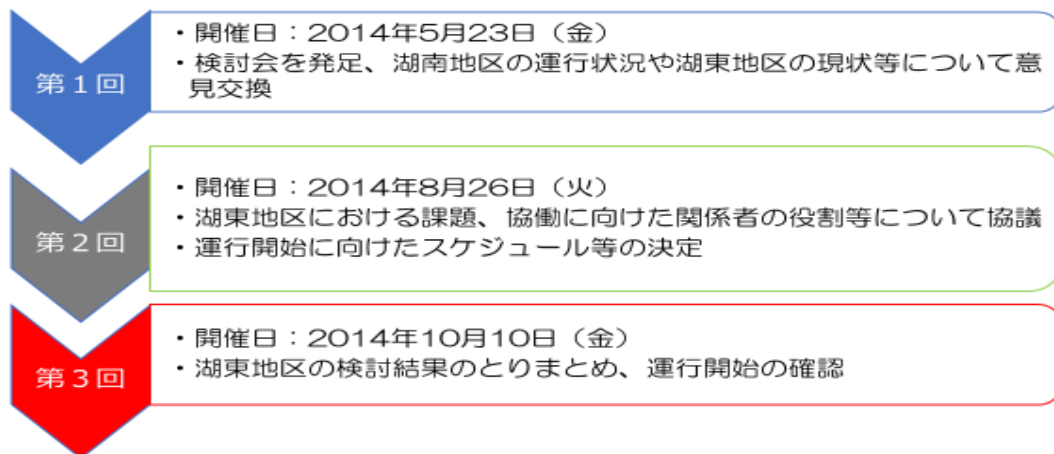 第1回
・開催日：2014年5月23日（金）
・検討会を発足、湖南地区の運行状況や湖東地区の現状等について意
見交換
第2回
・開催日：2014年8月26日（火）
・湖東地区における課題、協働に向けた関係者の役割等について協議
・運行開始に向けたスケジュール等の決定
第3回
・開催日：2014年10月10日（金）
・湖東地区の検討結果のとりまとめ、運行開始の確認